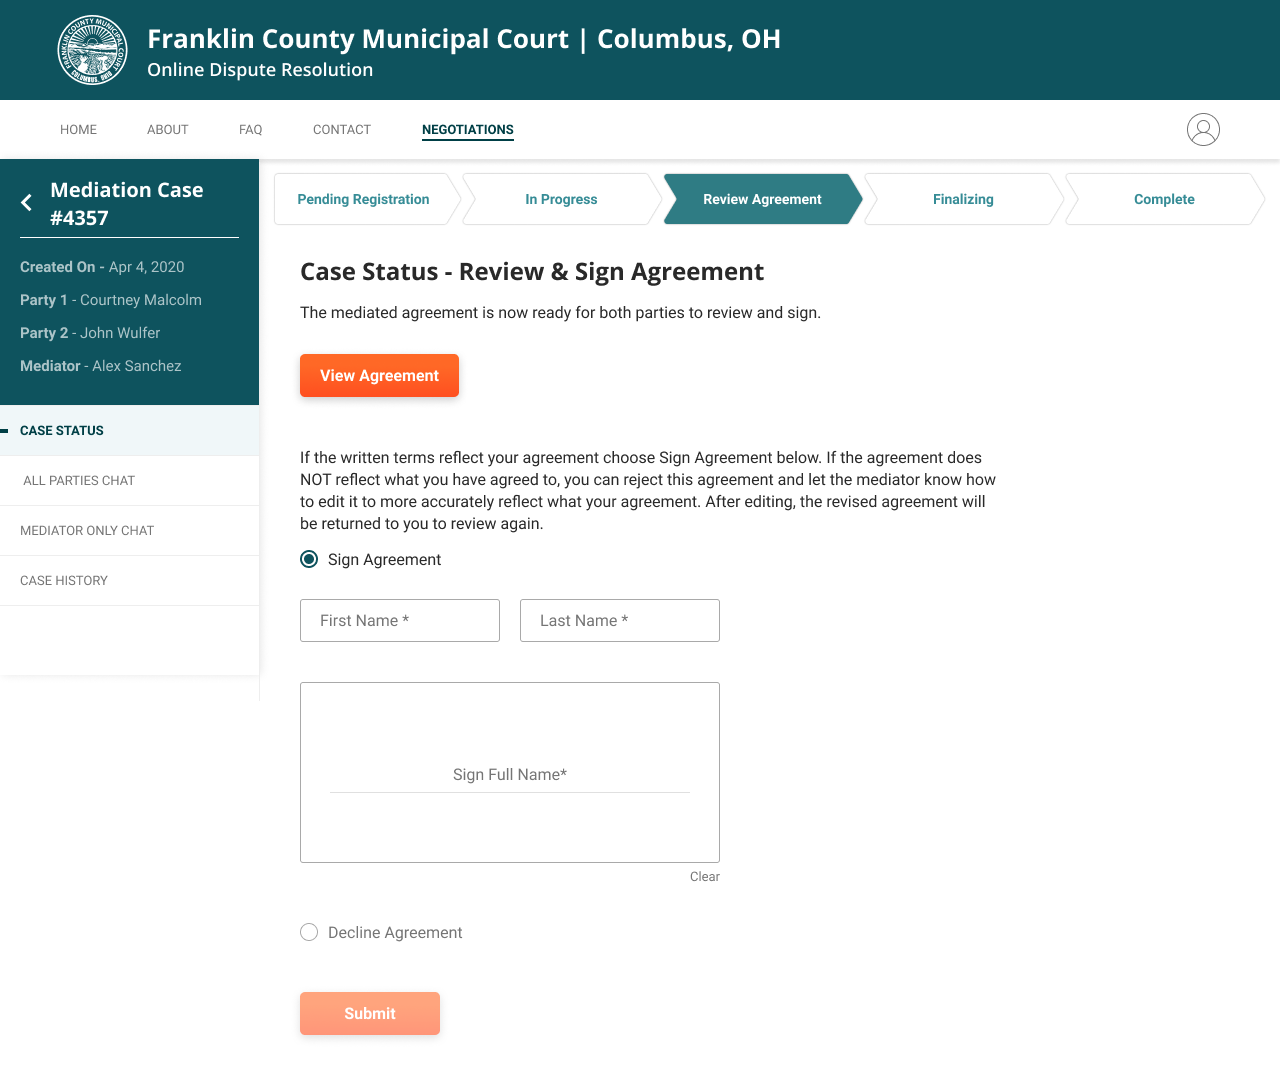 FRANKLIN COUNTY MUNICIPAL COURT
COLUMBUS, OHIO
Franklin County Municipal Court | Columbus, OH
Online Dispute Resolution
HOME ABOUT FAQ CONTACT NEGOTIATIONS
Mediation Case
#4357
Created On - Apr 4, 2020
Party 1 - Courtney Malcolm
Party 2 - John Wulfer
Mediator - Alex Sanchez
CASE STATUS
ALL PARTIES CHAT
MEDIATOR ONLY CHAT
CASE HISTORY
Pending Registration In Progress Review Agreement Finalizing Complete
Case Status - Review & Sign Agreement
The mediated agreement is now ready for both parties to review and sign.
View Agreement
If the written terms reflect your agreement choose Sign Agreement below. If the agreement does
NOT reflect what you have agreed to, you can reject this agreement and let the mediator know how
to edit it to more accurately reflect what your agreement. After editing, the revised agreement will
be returned to you to review again.
Sign Agreement
First Name * Last Name *
Sign Full Name*
Clear
Decline Agreement
Submit